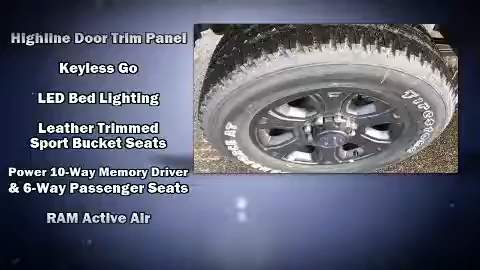 Highline Door Trim Panel
Keyless Go
LED Bed Lighting
Leather Trimmed
Sport Bucket Seats
Power 10-Way Memory Driver
& 6-Way Passenger Seats
RAM Active Air
Firestone